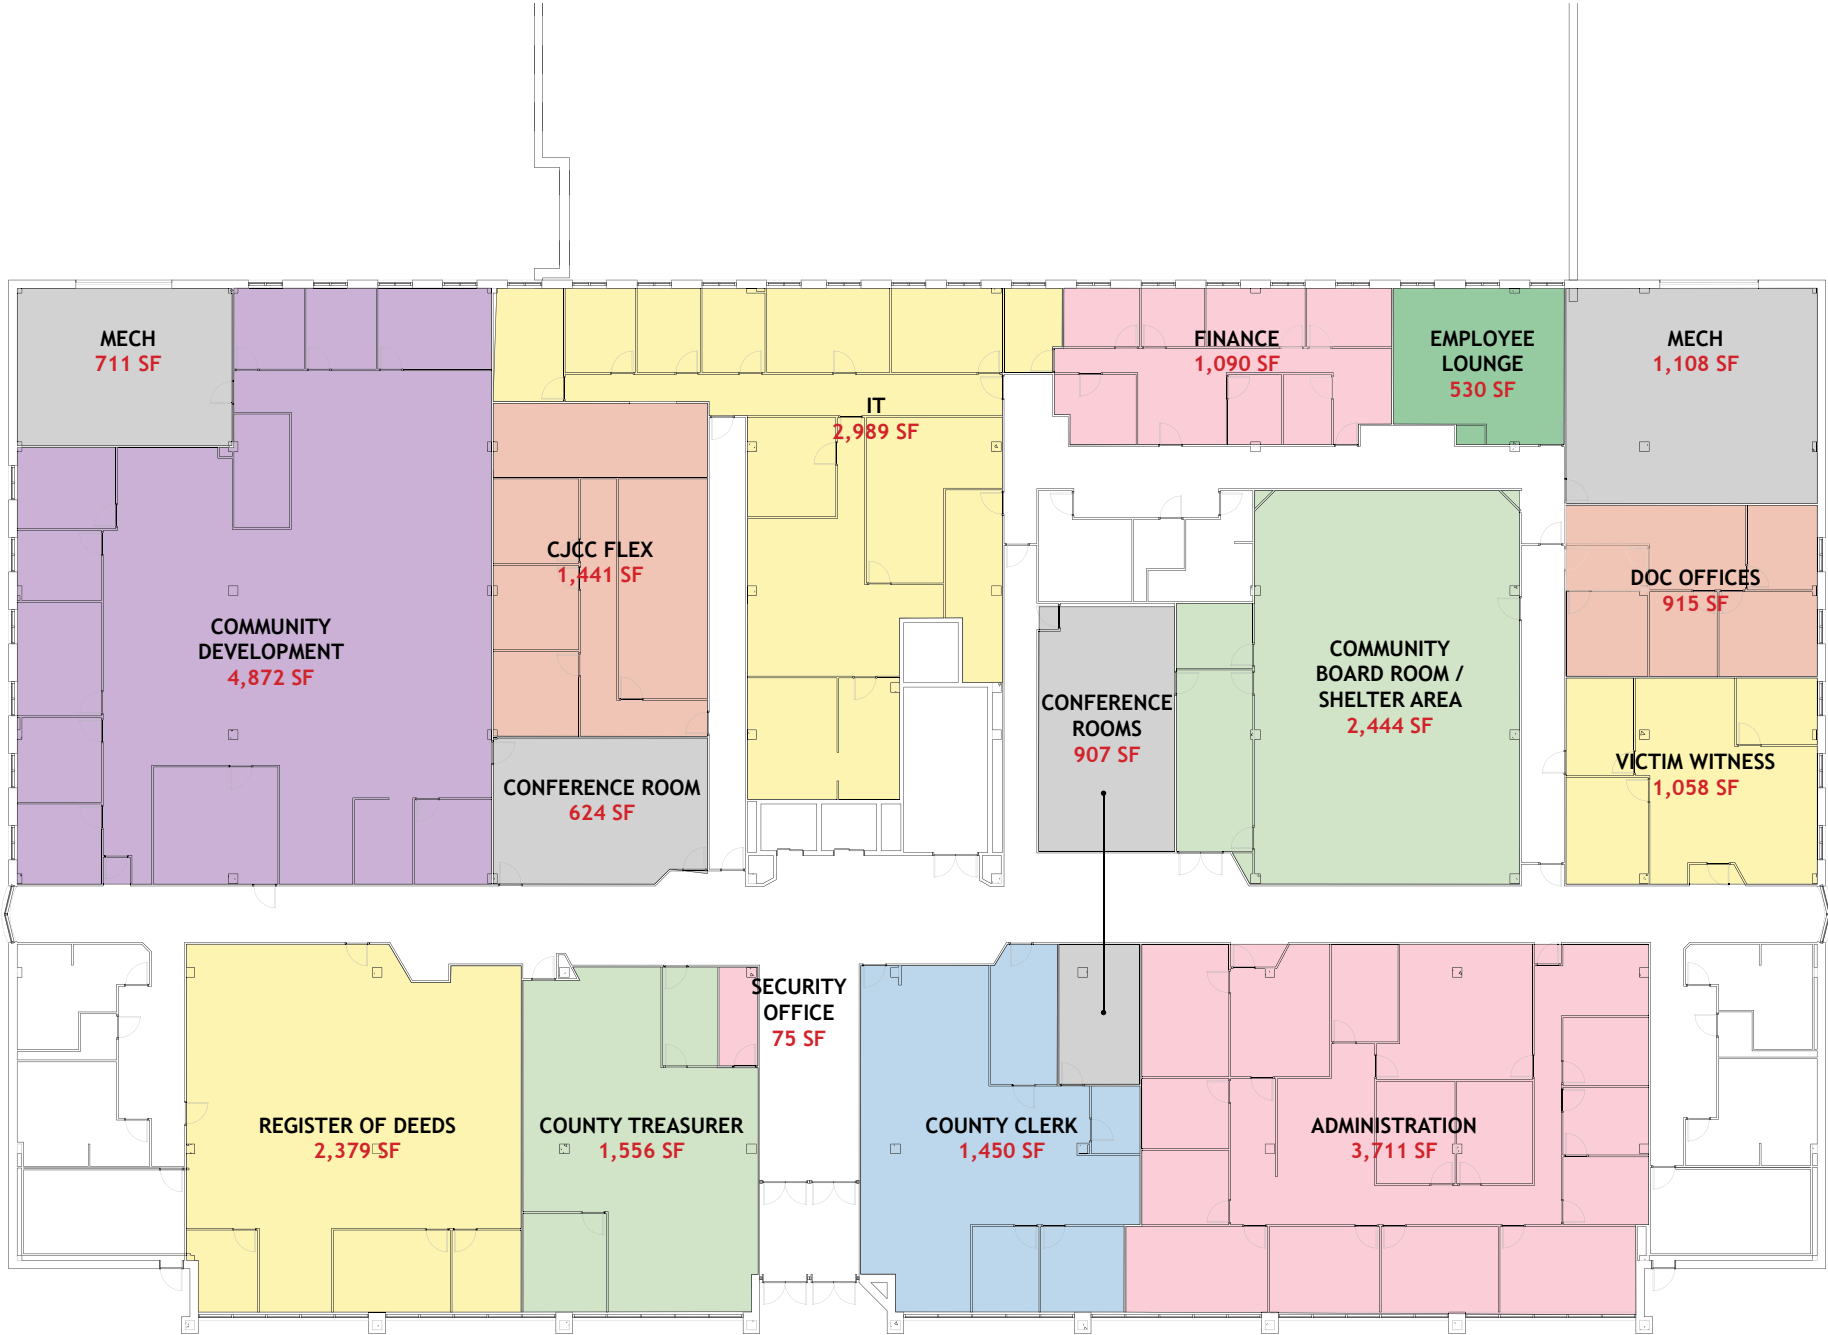 MECH
711 SF
FINANCE
1,090 SF
EMPLOYEE
LOUNGE
530 SF
MECH
1,108 SF
IT
2,989 SF
CJCC FLEX
1,441 SF
DOC OFFICES
915 SF
COMMUNITY
DEVELOPMENT
4,872 SF
COMMUNITY
BOARD ROOM /
SHELTER AREA
2,444 SF
CONFERENCE
ROOMS
907 SF
VICTIM WITNESS
1,058 SF
CONFERENCE ROOM
624 SF
SECURITY
OFFICE
75 SF
REGISTER OF DEEDS
2,379 SF
COUNTY TREASURER
1,556 SF
COUNTY CLERK
1,450 SF
ADMINISTRATION
3,711 SF